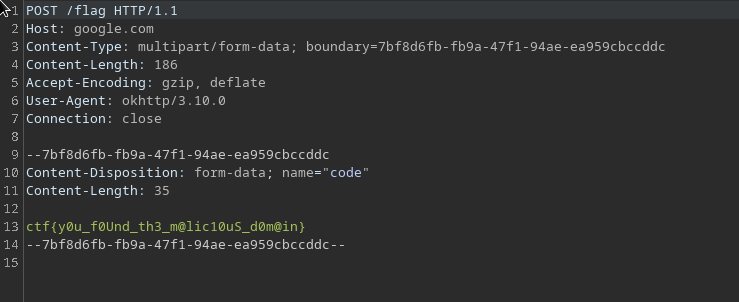 1 POST /flag HTTP/1.1
2 Host: google.com
3 Content-Type: multipart/form-data; boundary=7bf8d6fb-fb9a-47f1-94ae-ea959cbccddc
4 Content-Length: 186
5 Accept-Encoding: gzip, deflate
6 User-Agent: okhttp/3.10.0
7 Connection: close
8
9 --7bf8d6fb-fb9a-47f1-94ae-ea959cbccddc
10 Content-Disposition: form-data; name="code"
11 Content-Length: 35
12
13 ctf{y0u_f0Und_th3_m@lic10uS_d0m@in}
14 --7bf8d6fb-fb9a-47f1-94ae-ea959cbccddc--
15